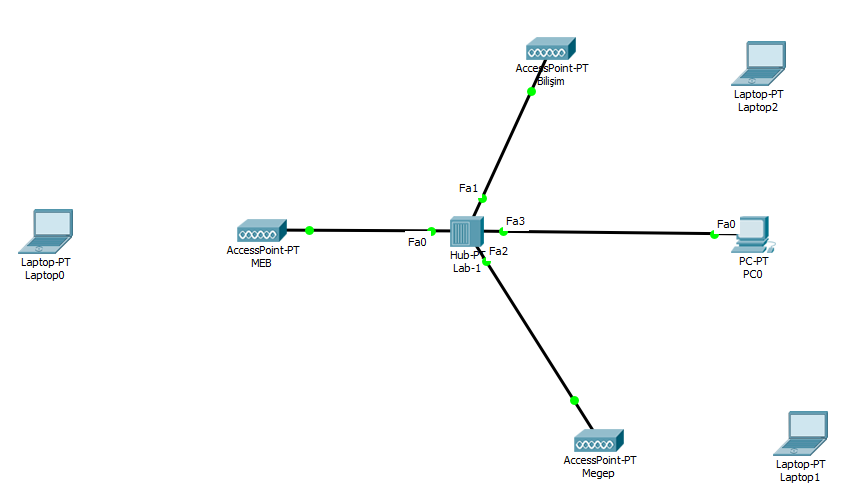 AccessPoint-PT
Bilişim
Laptop-PT
Laptop2
Fa1
Fa3
Fa0
Laptop-PT
Laptop0
AccessPoint-PT
MEB
Fa0
Hub-PT
Lab-1
Fa2
PC-PT
PC0
AccessPoint-PT
Megep
Laptop-PT
Laptop1